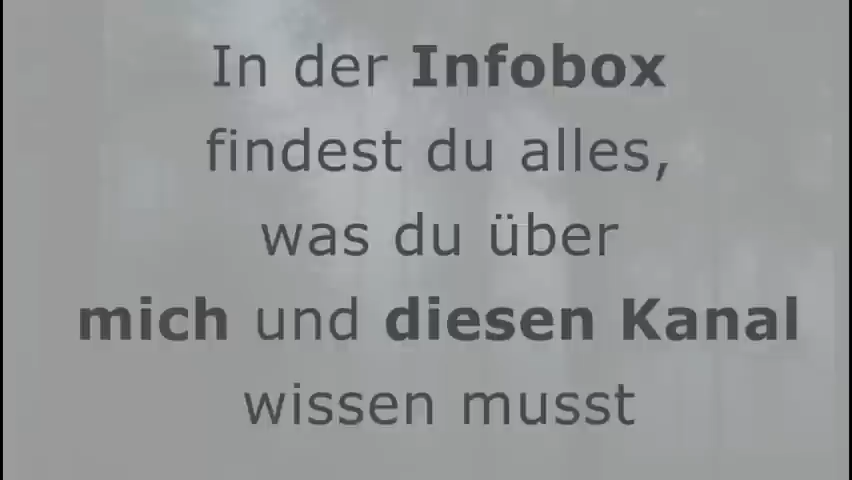 In der Infobox
findest du alles,
was du über
mich und diesen Kanal
wissen musst